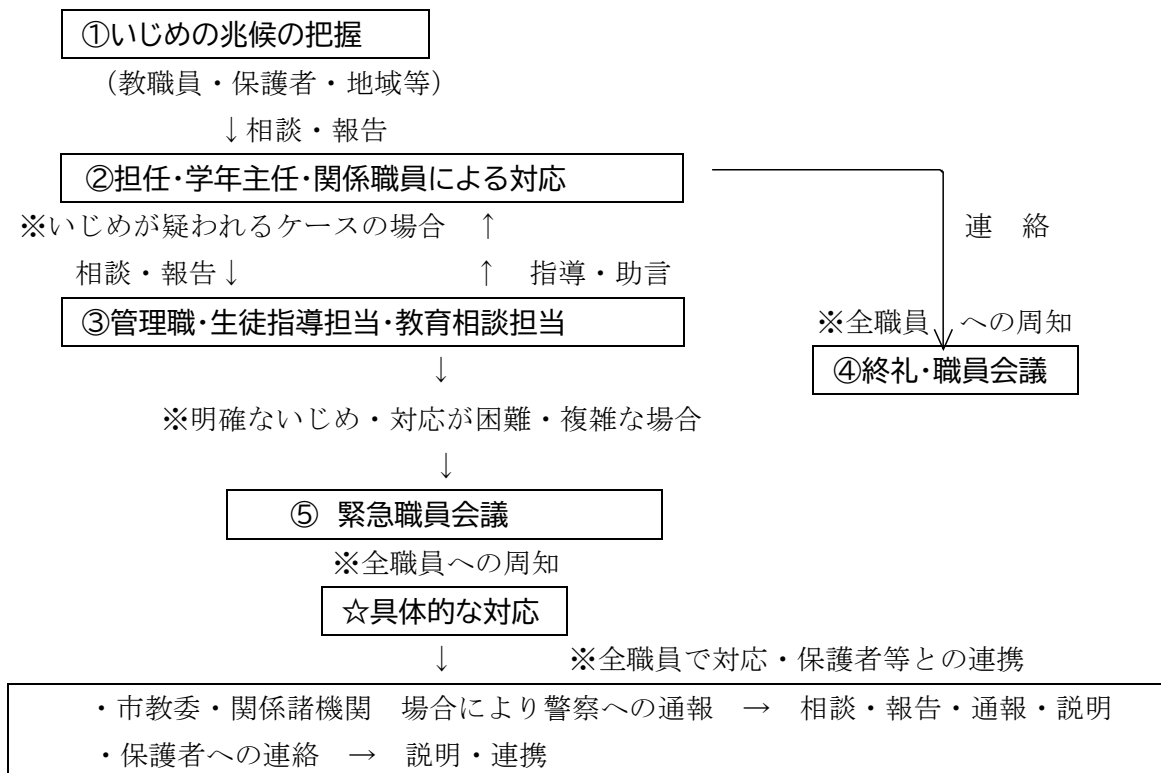 ①いじめの兆候の把握
（教職員・保護者・地域等）
↓相談・報告
②担任・学年主任・関係職員による対応
※いじめが疑われるケースの場合　↑
連　絡
相談・報告↓　↑　指導・助言
③管理職・生徒指導担当・教育相談担当
※全職員　への周知
↓
④終礼・職員会議
※明確ないじめ・対応が困難・複雑な場合
↓
⑤　緊急職員会議
※全職員への周知
☆具体的な対応
↓　※全職員で対応・保護者等との連携
・市教委・関係諸機関　場合により警察への通報　→　相談・報告・通報・説明
・保護者への連絡　→　説明・連携